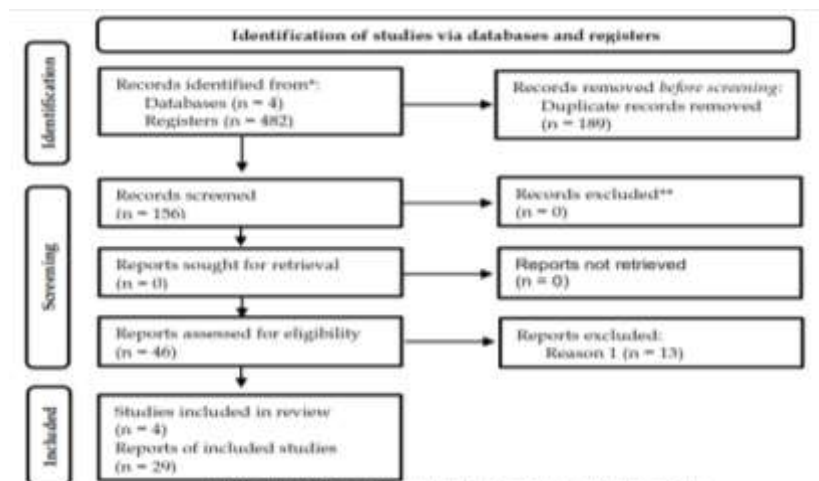 Identification of studies via databases and registers
Identification
Records identified from*:
Databases (n = 4)
Registers (n = 482)
Records removed before screening:
Duplicate records removed
(n = 189)
Screening
Records screened
(n = 156)
Records excluded**
(n = 0)
Reports sought for retrieval
(n = 0)
Reports not retrieved
(n = 0)
Reports assessed for eligibility
(n = 46)
Reports excluded:
Reason 1 (n = 13)
Included
Studies included in review
(n = 4)
Reports of included studies
(n = 29)